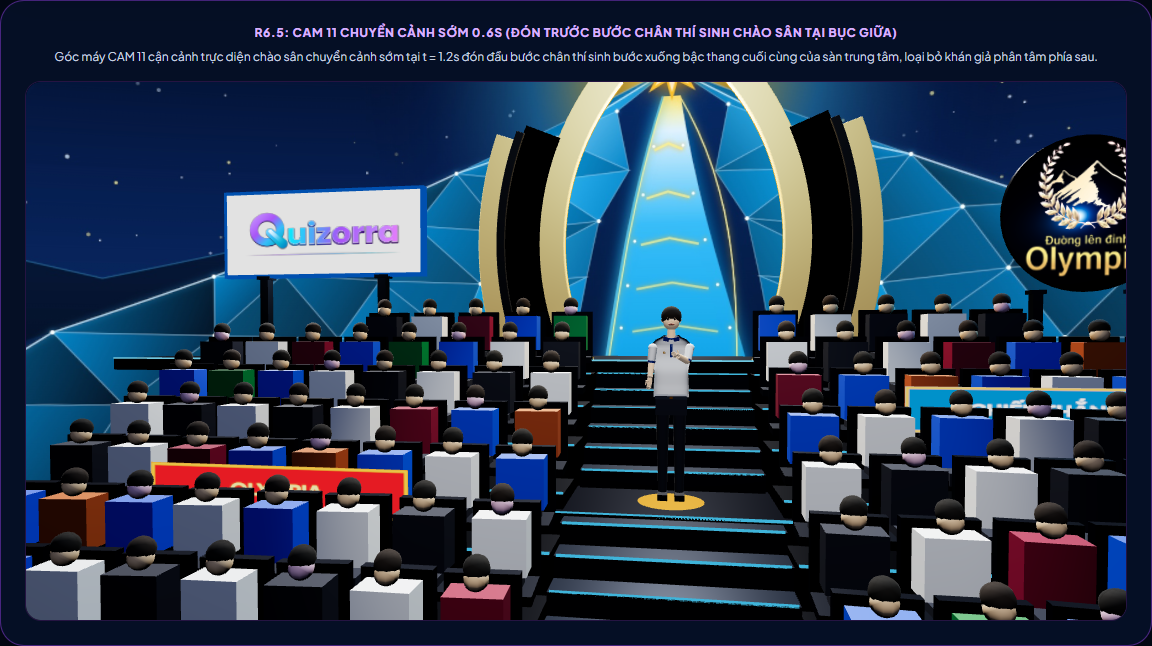 R6.5: CAM 11 CHUYỂN CẢNH SỚM 0.6S (ĐÓN TRƯỚC BƯỚC CHÂN THÍ SINH CHÀO SÂN TẠI BỤC GIỮA)
Góc máy CAM 11 cận cảnh trực diện chào sân chuyển cảnh sớm tại t = 1.2s đón đầu bước chân thí sinh bước xuống bậc thang cuối cùng của sàn trung tâm, loại bỏ khán giả phân tâm phía sau.
Quizorra
Đường lên đỉnh
Olympi
OLYMPIA